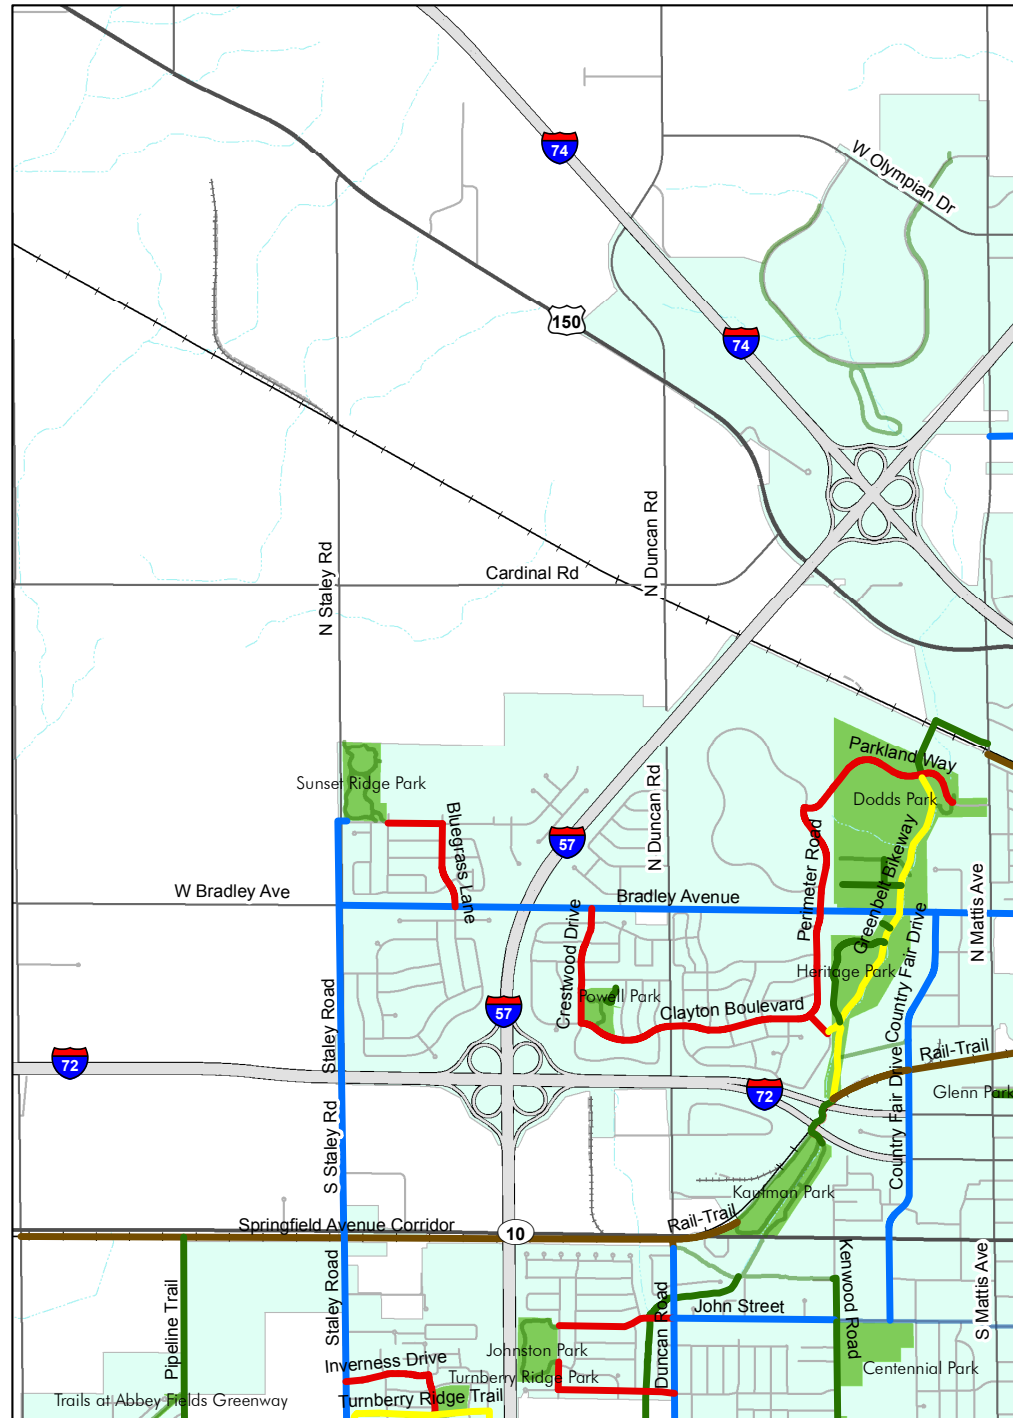 74
W Olympian Dr
150
74
N Staley Rd
Cardinal Rd
N Duncan Rd
Sunset Ridge Park
Bluegrass Lane
57
N Duncan Rd
Parkland Way
Dodds Park
Perimeter Road
Greenbelt Bikeway
W Bradley Ave
Bradley Avenue
N Mattis Ave
Country Fair Drive
Crestwood Drive
Heritage Park
Powell Park
Clayton Boulevard
57
Staley Road
72
72
Rail-Trail
Glenn Park
Country Fair Drive
S Staley Rd
Kaufman Park
Rail-Trail
Springfield Avenue Corridor
10
Pipeline Trail
Staley Road
Duncan Road
John Street
Kenwood Road
S Mattis Ave
Johnston Park
Inverness Drive
Turnberry Ridge Park
Centennial Park
Trails at Abbey Fields Greenway
Turnberry Ridge Trail